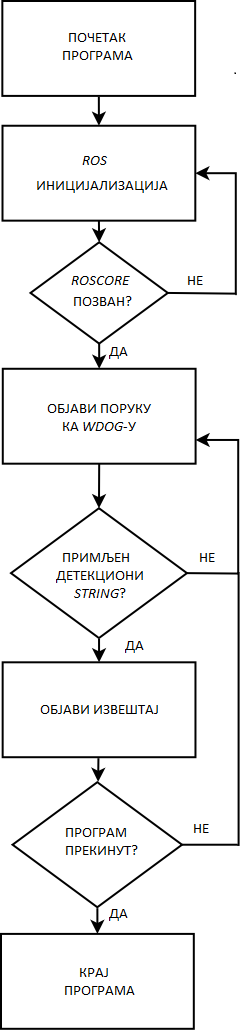 ПОЧЕТАК
ПРОГРАМА
ROS
ИНИЦИЈАЛИЗАЦИЈА
ROSCORE
ПОЗВАН?
НЕ
ДА
ОБЈАВИ ПОРУКУ
КА WDOG-У
ПРИМЉЕН
ДЕТЕКЦИОНИ
STRING?
НЕ
ДА
ОБЈАВИ ИЗВЕШТАЈ
ПРОГРАМ
ПРЕКИНУТ?
НЕ
ДА
КРАЈ
ПРОГРАМА